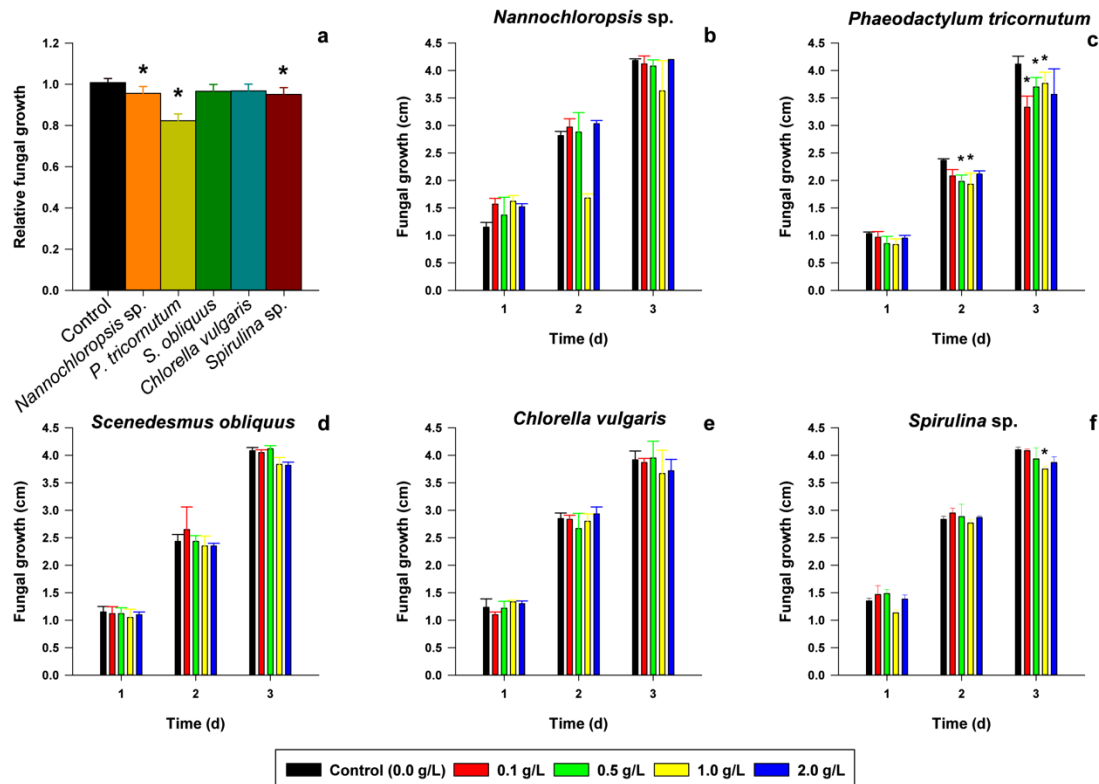 a
Relative fungal growth
1.2
1.0
0.8
0.6
0.4
0.2
0.0
*
*
*
Control
Nannochloropsis sp.
P. tricornutum
S. obliquus
Chlorella vulgaris
Spirulina sp.
Nannochloropsis sp.
b
Fungal growth (cm)
4.5
4.0
3.5
3.0
2.5
2.0
1.5
1.0
0.5
0.0
1 2 3
Time (d)
Phaeodactylum tricornutum
c
Fungal growth (cm)
4.5
4.0
3.5
3.0
2.5
2.0
1.5
1.0
0.5
0.0
* *
* * *
1 2 3
Time (d)
Scenedesmus obliquus
d
Fungal growth (cm)
4.5
4.0
3.5
3.0
2.5
2.0
1.5
1.0
0.5
0.0
1 2 3
Time (d)
Chlorella vulgaris
e
Fungal growth (cm)
4.5
4.0
3.5
3.0
2.5
2.0
1.5
1.0
0.5
0.0
1 2 3
Time (d)
Spirulina sp.
f
Fungal growth (cm)
4.5
4.0
3.5
3.0
2.5
2.0
1.5
1.0
0.5
0.0
*
1 2 3
Time (d)
Control (0.0 g/L) 0.1 g/L 0.5 g/L 1.0 g/L 2.0 g/L